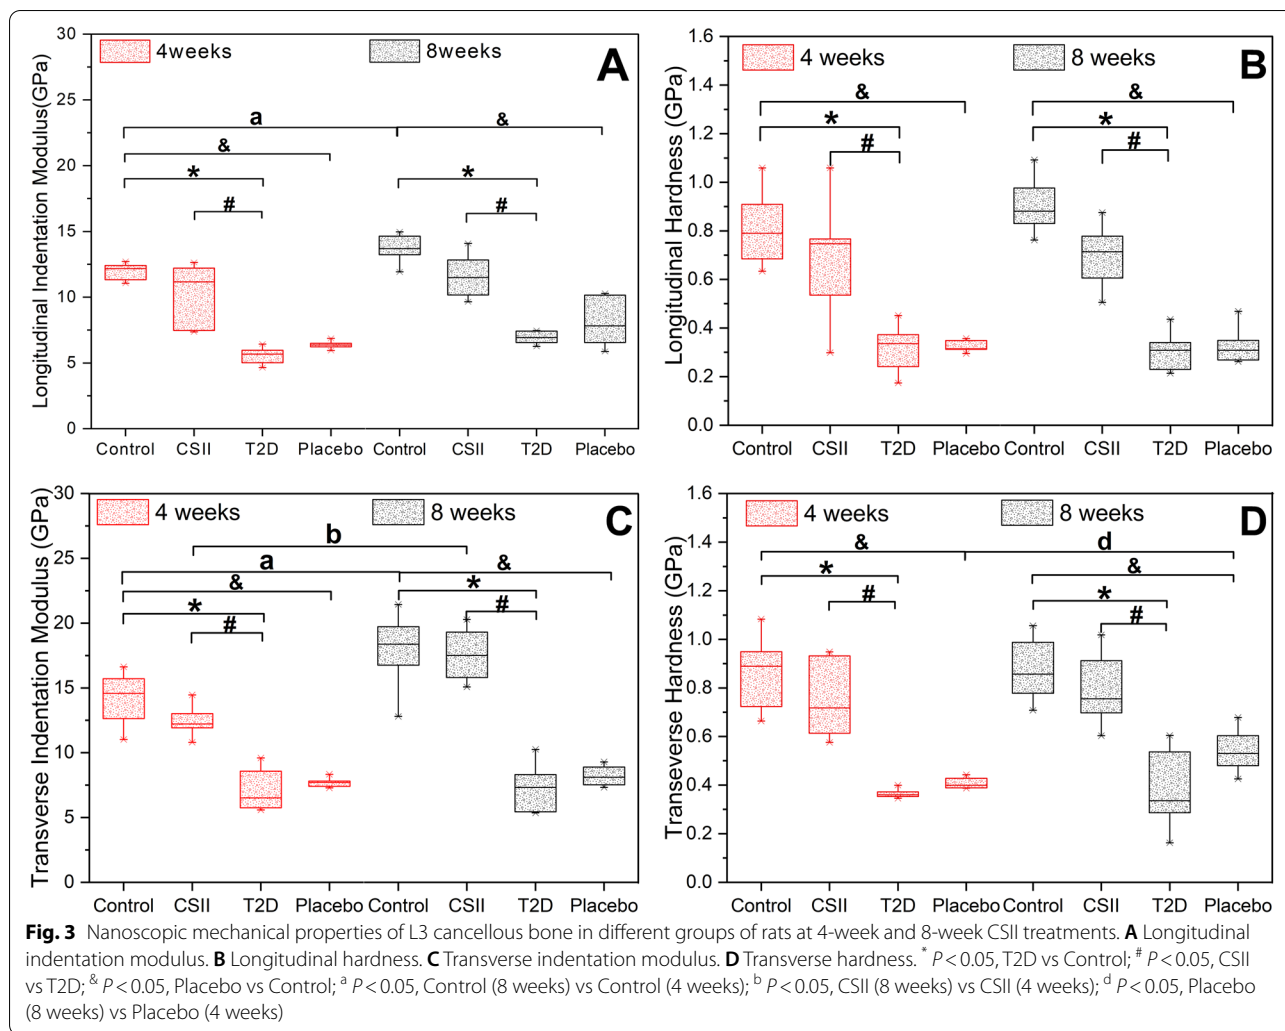 30
25
20
15
10
5
0
Longitudinal Indentation Modulus(GPa)
4weeks
8weeks
A
a
&
&
*
*
#
#
Control CSII T2D Placebo Control CSII T2D Placebo
1.6
1.4
1.2
1.0
0.8
0.6
0.4
0.2
0.0
Longitudinal Hardness (GPa)
4 weeks
8 weeks
B
&
&
*
*
#
#
Control CSII T2D Placebo Control CSII T2D Placebo
30
25
20
15
10
5
0
Transverse Indentation Modulus (GPa)
4 weeks
8 weeks
C
b
a
&
&
*
*
#
#
Control CSII T2D Placebo Control CSII T2D Placebo
1.6
1.4
1.2
1.0
0.8
0.6
0.4
0.2
0.0
Transeverse Hardness (GPa)
4 weeks
8 weeks
D
&
d
*
&
#
*
#
Control CSII T2D Placebo Control CSII T2D Placebo
Fig. 3 Nanoscopic mechanical properties of L3 cancellous bone in different groups of rats at 4-week and 8-week CSII treatments. A Longitudinal
indentation modulus. B Longitudinal hardness. C Transverse indentation modulus. D Transverse hardness. * P < 0.05, T2D vs Control; # P < 0.05, CSII
vs T2D; & P < 0.05, Placebo vs Control; a P < 0.05, Control (8 weeks) vs Control (4 weeks); b P < 0.05, CSII (8 weeks) vs CSII (4 weeks); d P < 0.05, Placebo
(8 weeks) vs Placebo (4 weeks)